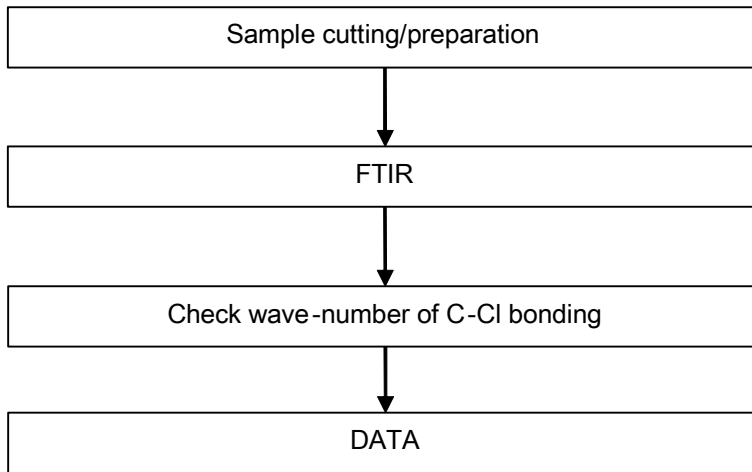 Sample cutting/preparation
FTIR
Check wave-number of C-Cl bonding
DATA